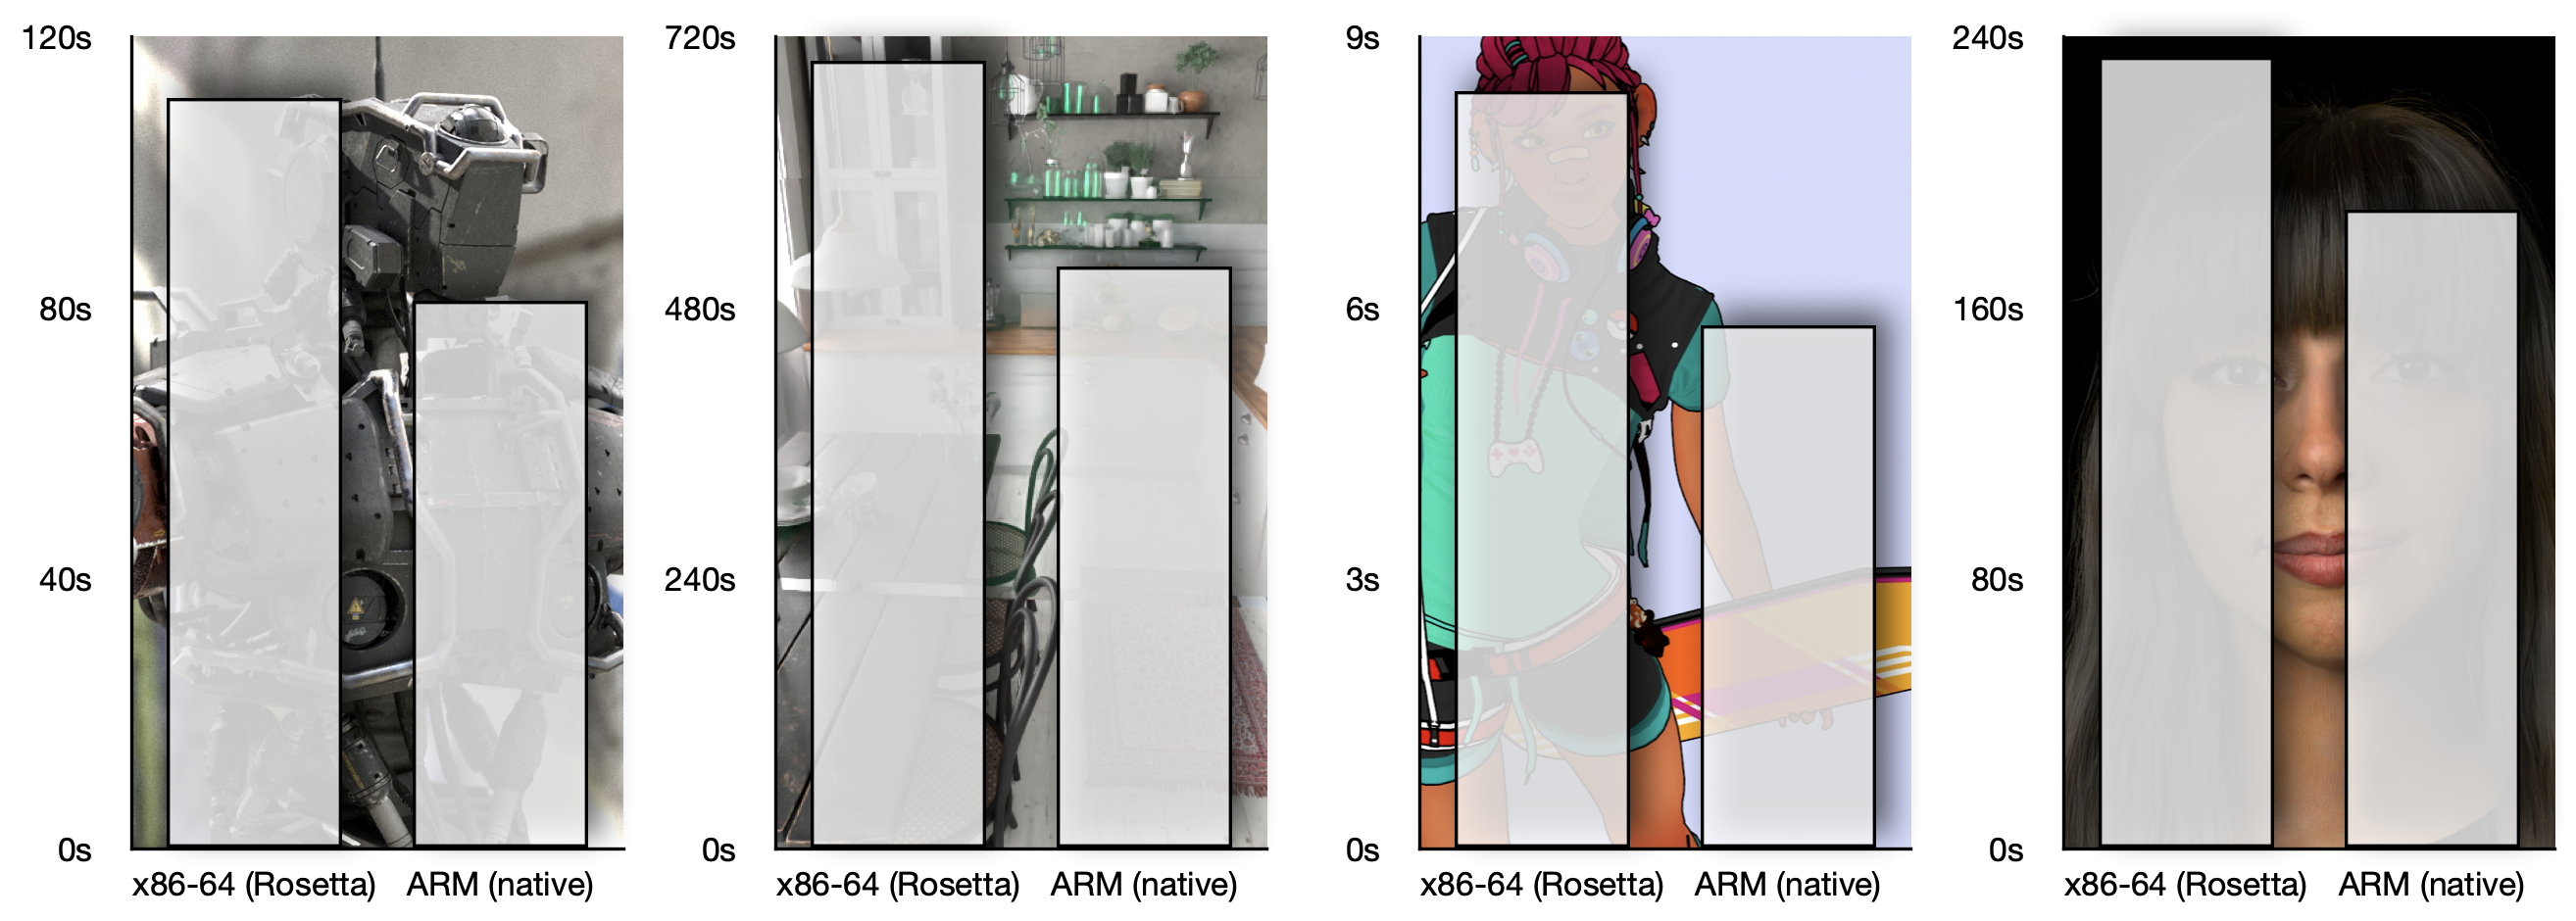 120s
80s
40s
0s
x86-64 (Rosetta) ARM (native)
720s
480s
240s
0s
x86-64 (Rosetta) ARM (native)
9s
6s
3s
0s
x86-64 (Rosetta) ARM (native)
240s
160s
80s
0s
x86-64 (Rosetta) ARM (native)